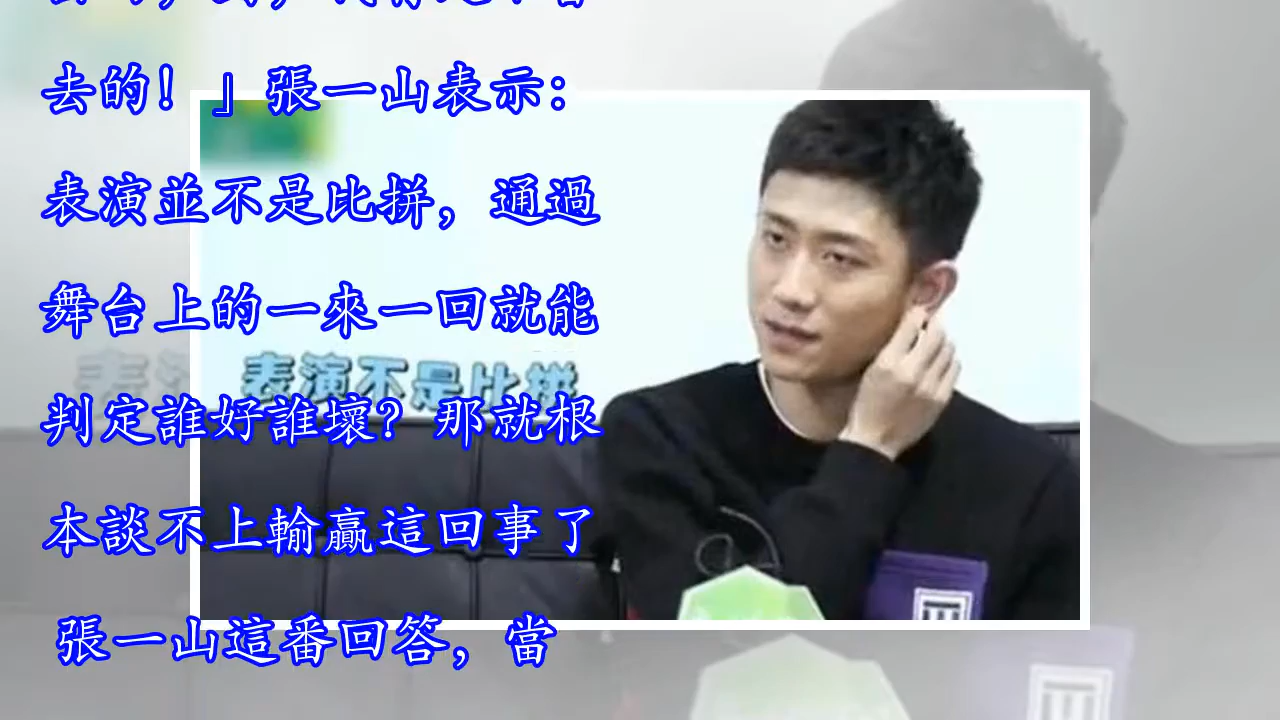 去的！」張一山表示：
表演並不是比拼，通過
舞台上的一來一回就能
表演不是比拼
判定誰好誰壞？那就根
本談不上輸贏這回事了
張一山這番回答，當